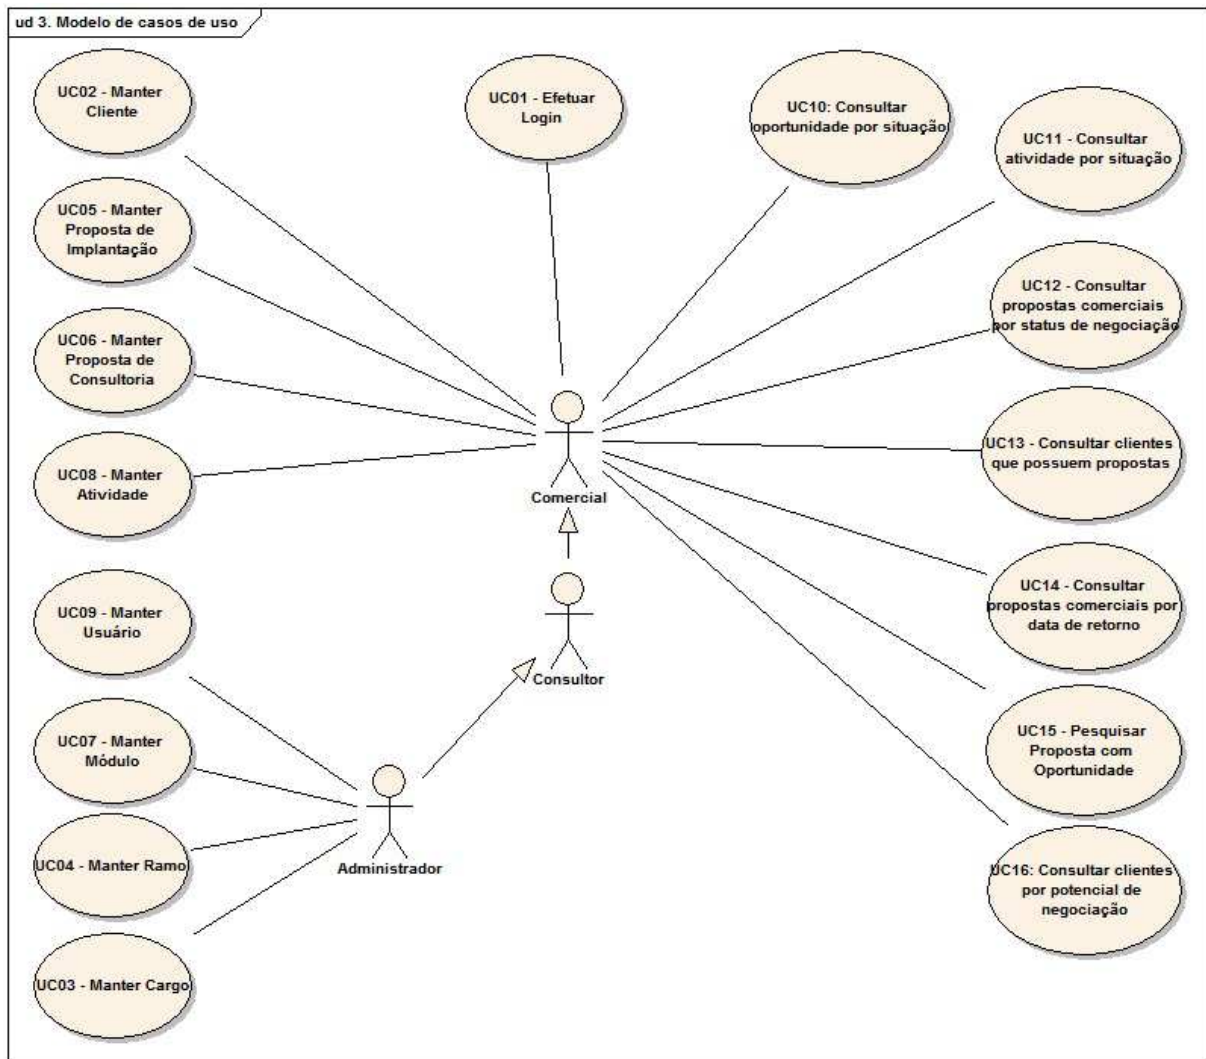 ud 3. Modelo de casos de uso
UC02 - Manter
Cliente
UC01 - Efetuar
Login
UC10: Consultar
oportunidade por situação
UC11 - Consultar
atividade por situação
UC05 - Manter
Proposta de
Implantação
UC12 - Consultar
propostas comerciais
por status de negociação
UC06 - Manter
Proposta de
Consultoria
UC13 - Consultar clientes
que possuem propostas
UC08 - Manter
Atividade
Comercial
UC09 - Manter
Usuário
UC14 - Consultar
propostas comerciais por
data de retorno
Consultor
UC07 - Manter
Módulo
UC15 - Pesquisar
Proposta com
Oportunidade
UC04 - Manter Ramo
Administrador
UC16: Consultar clientes
por potencial de
negociação
UC03 - Manter Cargo